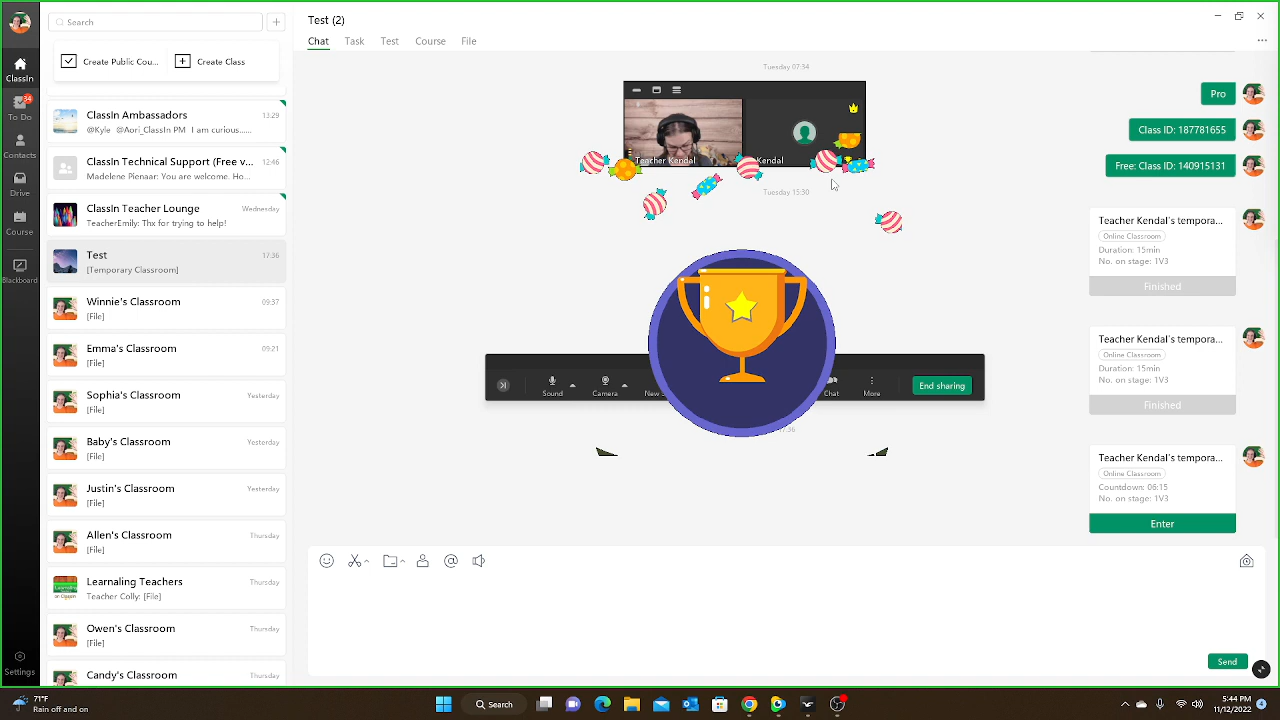 Search
Create Public Cou...
Create Class
ClassIn
34
To Do
Contacts
Drive
Course
Blackboard
Settings
ClassIn Ambassadors
13:29
@Kyle @Aori_ClassIn PM I am curious......
ClassIn Technical Support (Free v...
12:46
Maddie Pierce: You are welcome. Ho...
ClassIn Teacher Lounge
Wednesday
TeacherEmily: Thx for trying to help!
Test
17:36
[Temporary Classroom]
Winnie's Classroom
09:37
[File]
Emma's Classroom
09:21
[File]
Sophia's Classroom
Yesterday
[File]
Libby's Classroom
Yesterday
[File]
Justin's Classroom
Yesterday
[File]
Allen's Classroom
Thursday
[File]
Learnaling Teachers
Thursday
Teacher Colly: [File]
Owen's Classroom
Thursday
[File]
Candy's Classroom
Thursday
Test (2)
Chat Task Test Course File
Tuesday 07:34
Teacher Kendal
Kendal
Tuesday 15:30
Pro
Class ID: 187781655
Free: Class ID: 140915131
Teacher Kendal's tempora...
Online Classroom
Duration: 15min
No. on stage: 1V3
Finished
Teacher Kendal's tempora...
Online Classroom
Duration: 15min
No. on stage: 1V3
Finished
Sound
Camera
New S
Chat
More
End sharing
Teacher Kendal's tempora...
Online Classroom
Countdown: 06:15
No. on stage: 1V3
Enter
Send
77°F
Rain off and on
Search
5:44 PM
11/12/2022